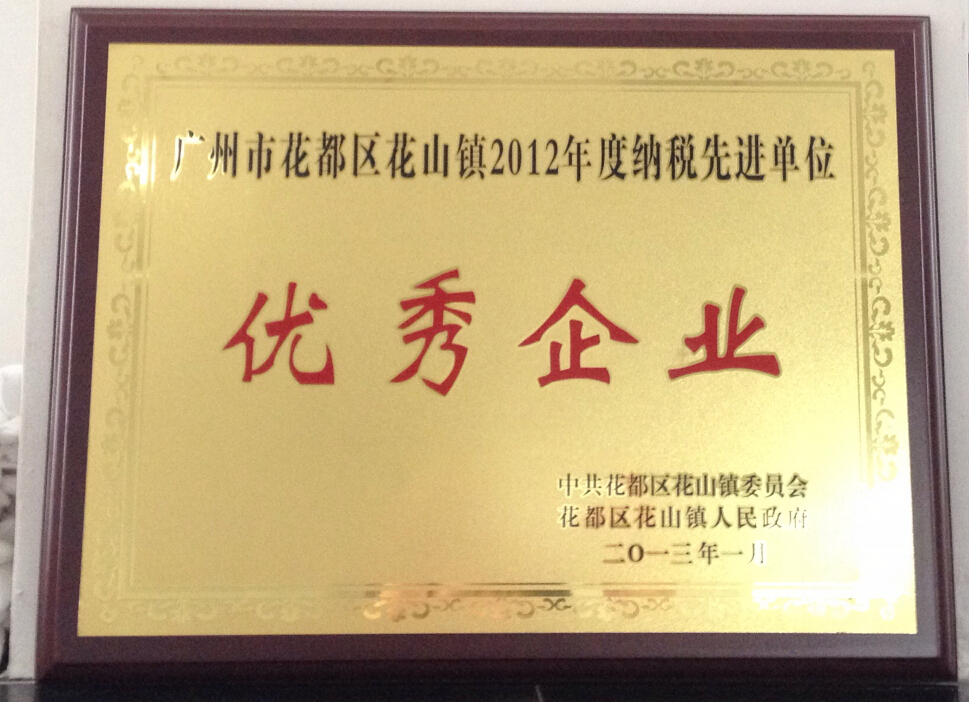 广州市花都区花山镇2012年度纳税先进单位
优秀企业
中共花都区花山镇委员会
花都区花山镇人民政府
二〇一三年一月